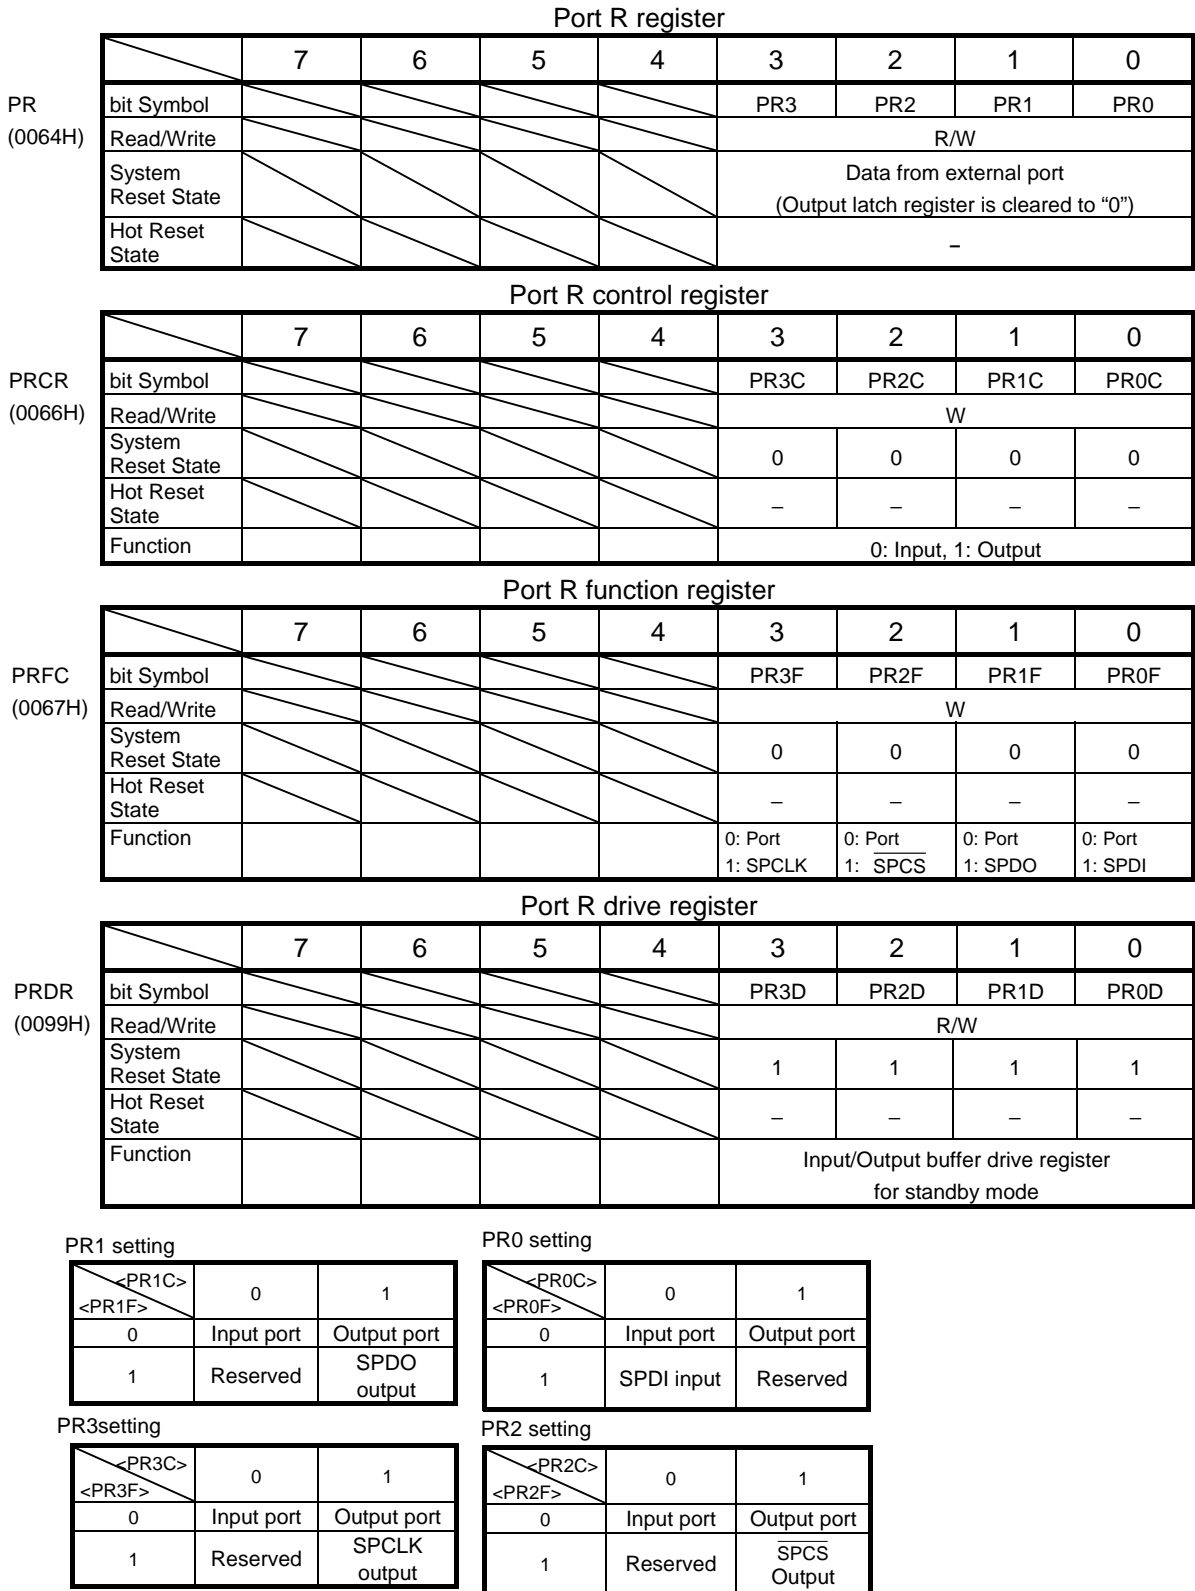 Port R register
7 6 5 4 3 2 1 0
PR (0064H)
bit Symbol PR3 PR2 PR1 PR0
Read/Write R/W
System Reset State Data from external port (Output latch register is cleared to “0”)
Hot Reset State –
Port R control register
7 6 5 4 3 2 1 0
PRCR (0066H)
bit Symbol PR3C PR2C PR1C PR0C
Read/Write W
System Reset State 0 0 0 0
Hot Reset State – – – –
Function 0: Input, 1: Output
Port R function register
7 6 5 4 3 2 1 0
PRFC (0067H)
bit Symbol PR3F PR2F PR1F PR0F
Read/Write W
System Reset State 0 0 0 0
Hot Reset State – – – –
Function 0: Port 0: Port 0: Port 0: Port
1: SPCLK 1: S̅P̅C̅S̅ 1: SPDO 1: SPDI
Port R drive register
7 6 5 4 3 2 1 0
PRDR (0099H)
bit Symbol PR3D PR2D PR1D PR0D
Read/Write R/W
System Reset State 1 1 1 1
Hot Reset State – – – –
Function Input/Output buffer drive register for standby mode
PR1 setting
<PR1C> 0 1
<PR1F>
0 Input port Output port
1 Reserved SPDO output
PR0 setting
<PR0C> 0 1
<PR0F>
0 Input port Output port
1 SPDI input Reserved
PR3setting
<PR3C> 0 1
<PR3F>
0 Input port Output port
1 Reserved SPCLK output
PR2 setting
<PR2C> 0 1
<PR2F>
0 Input port Output port
1 Reserved S̅P̅C̅S̅ Output